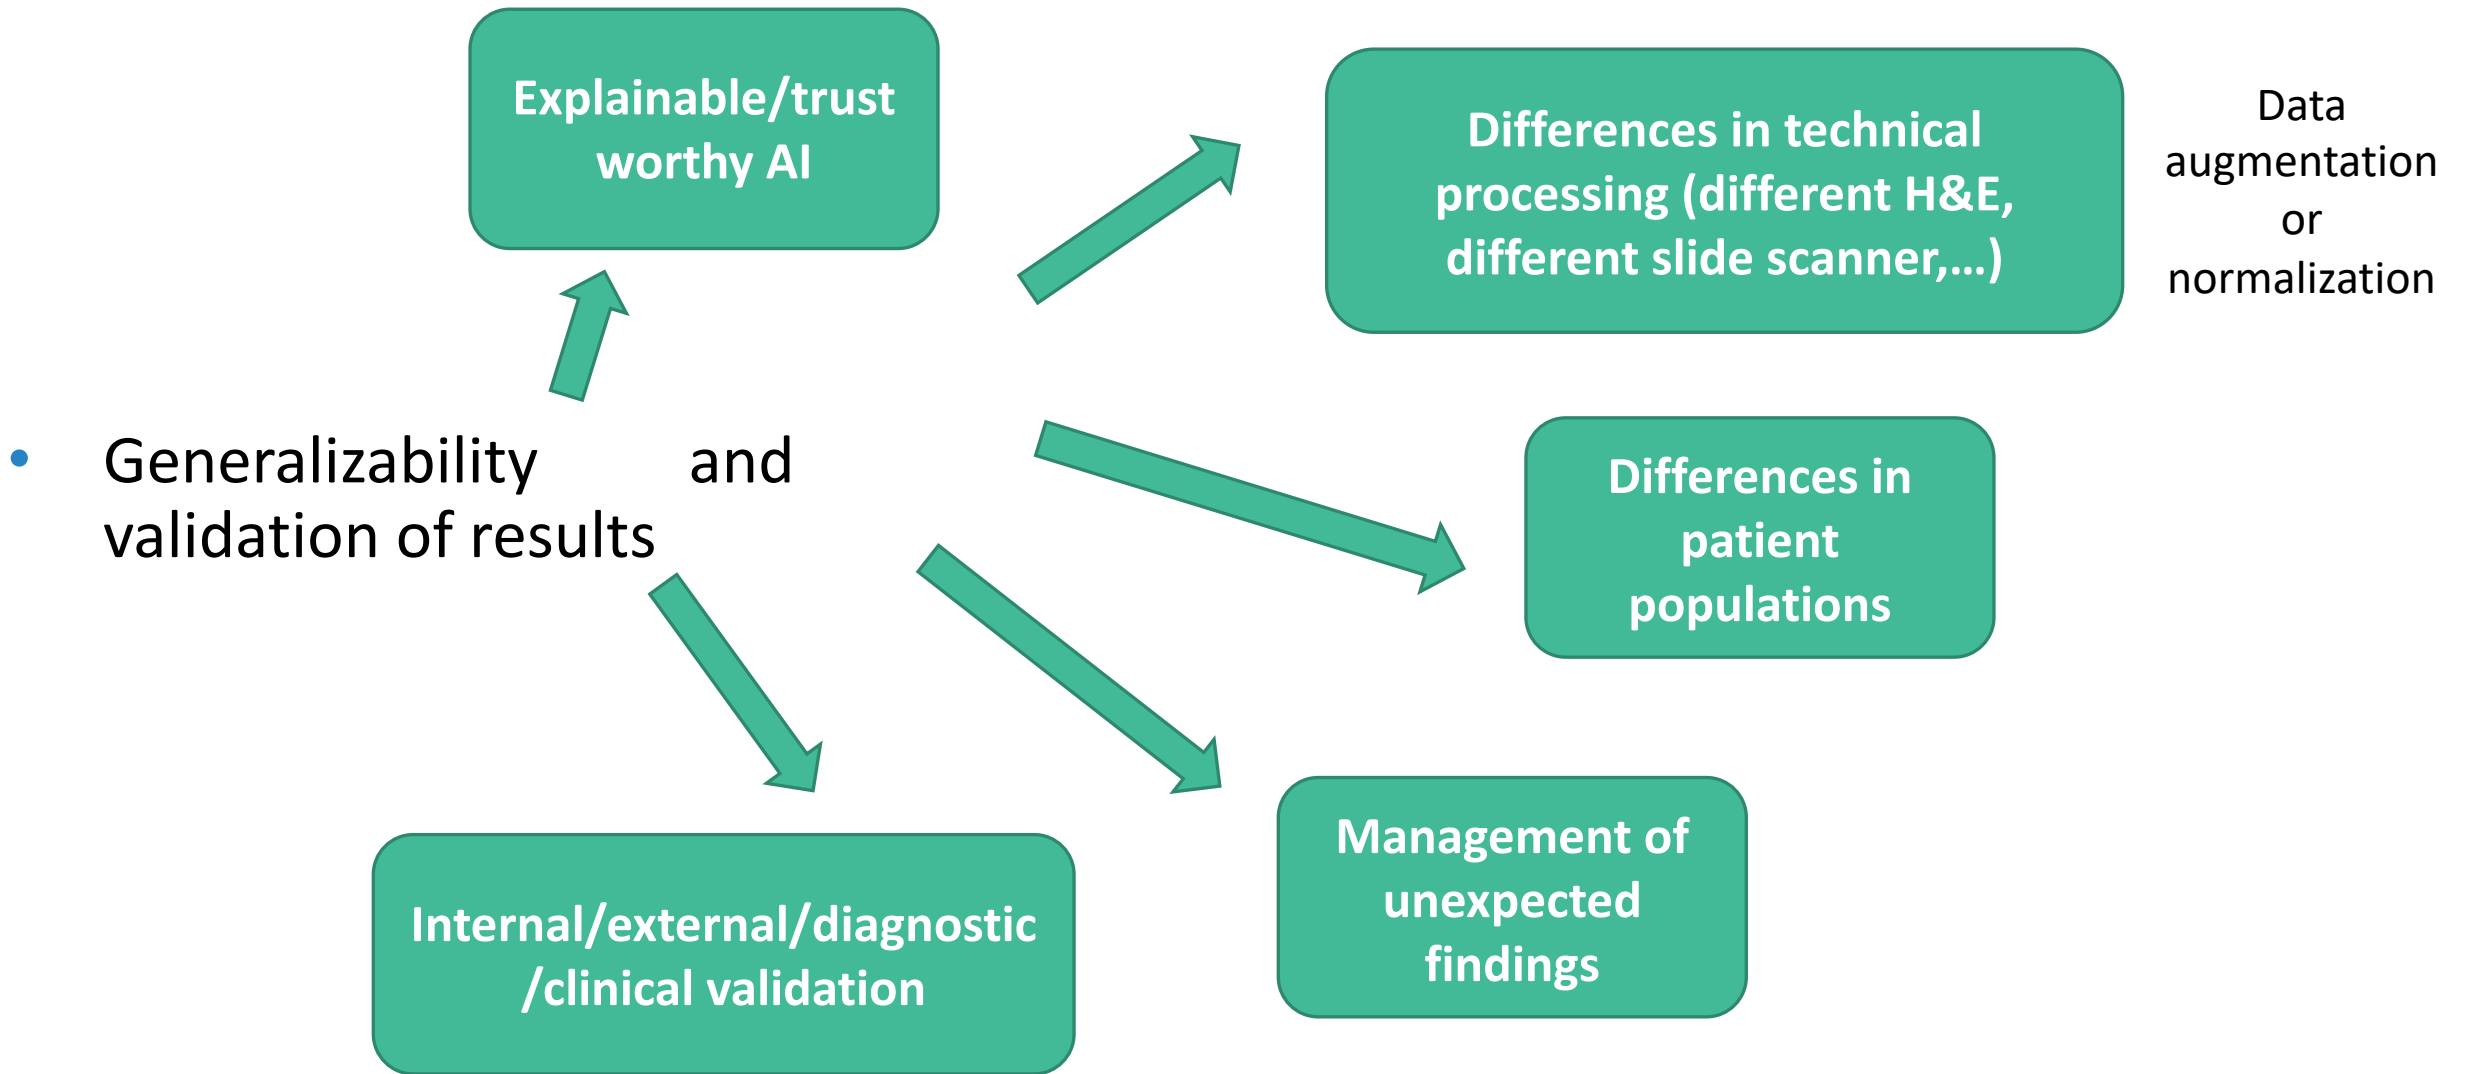 Explainable/trust
worthy AI
Differences in technical
processing (different H&E,
different slide scanner,...)
Data
augmentation
or
normalization
• Generalizability and
validation of results
Differences in
patient
populations
Management of
unexpected
findings
Internal/external/diagnostic
/clinical validation